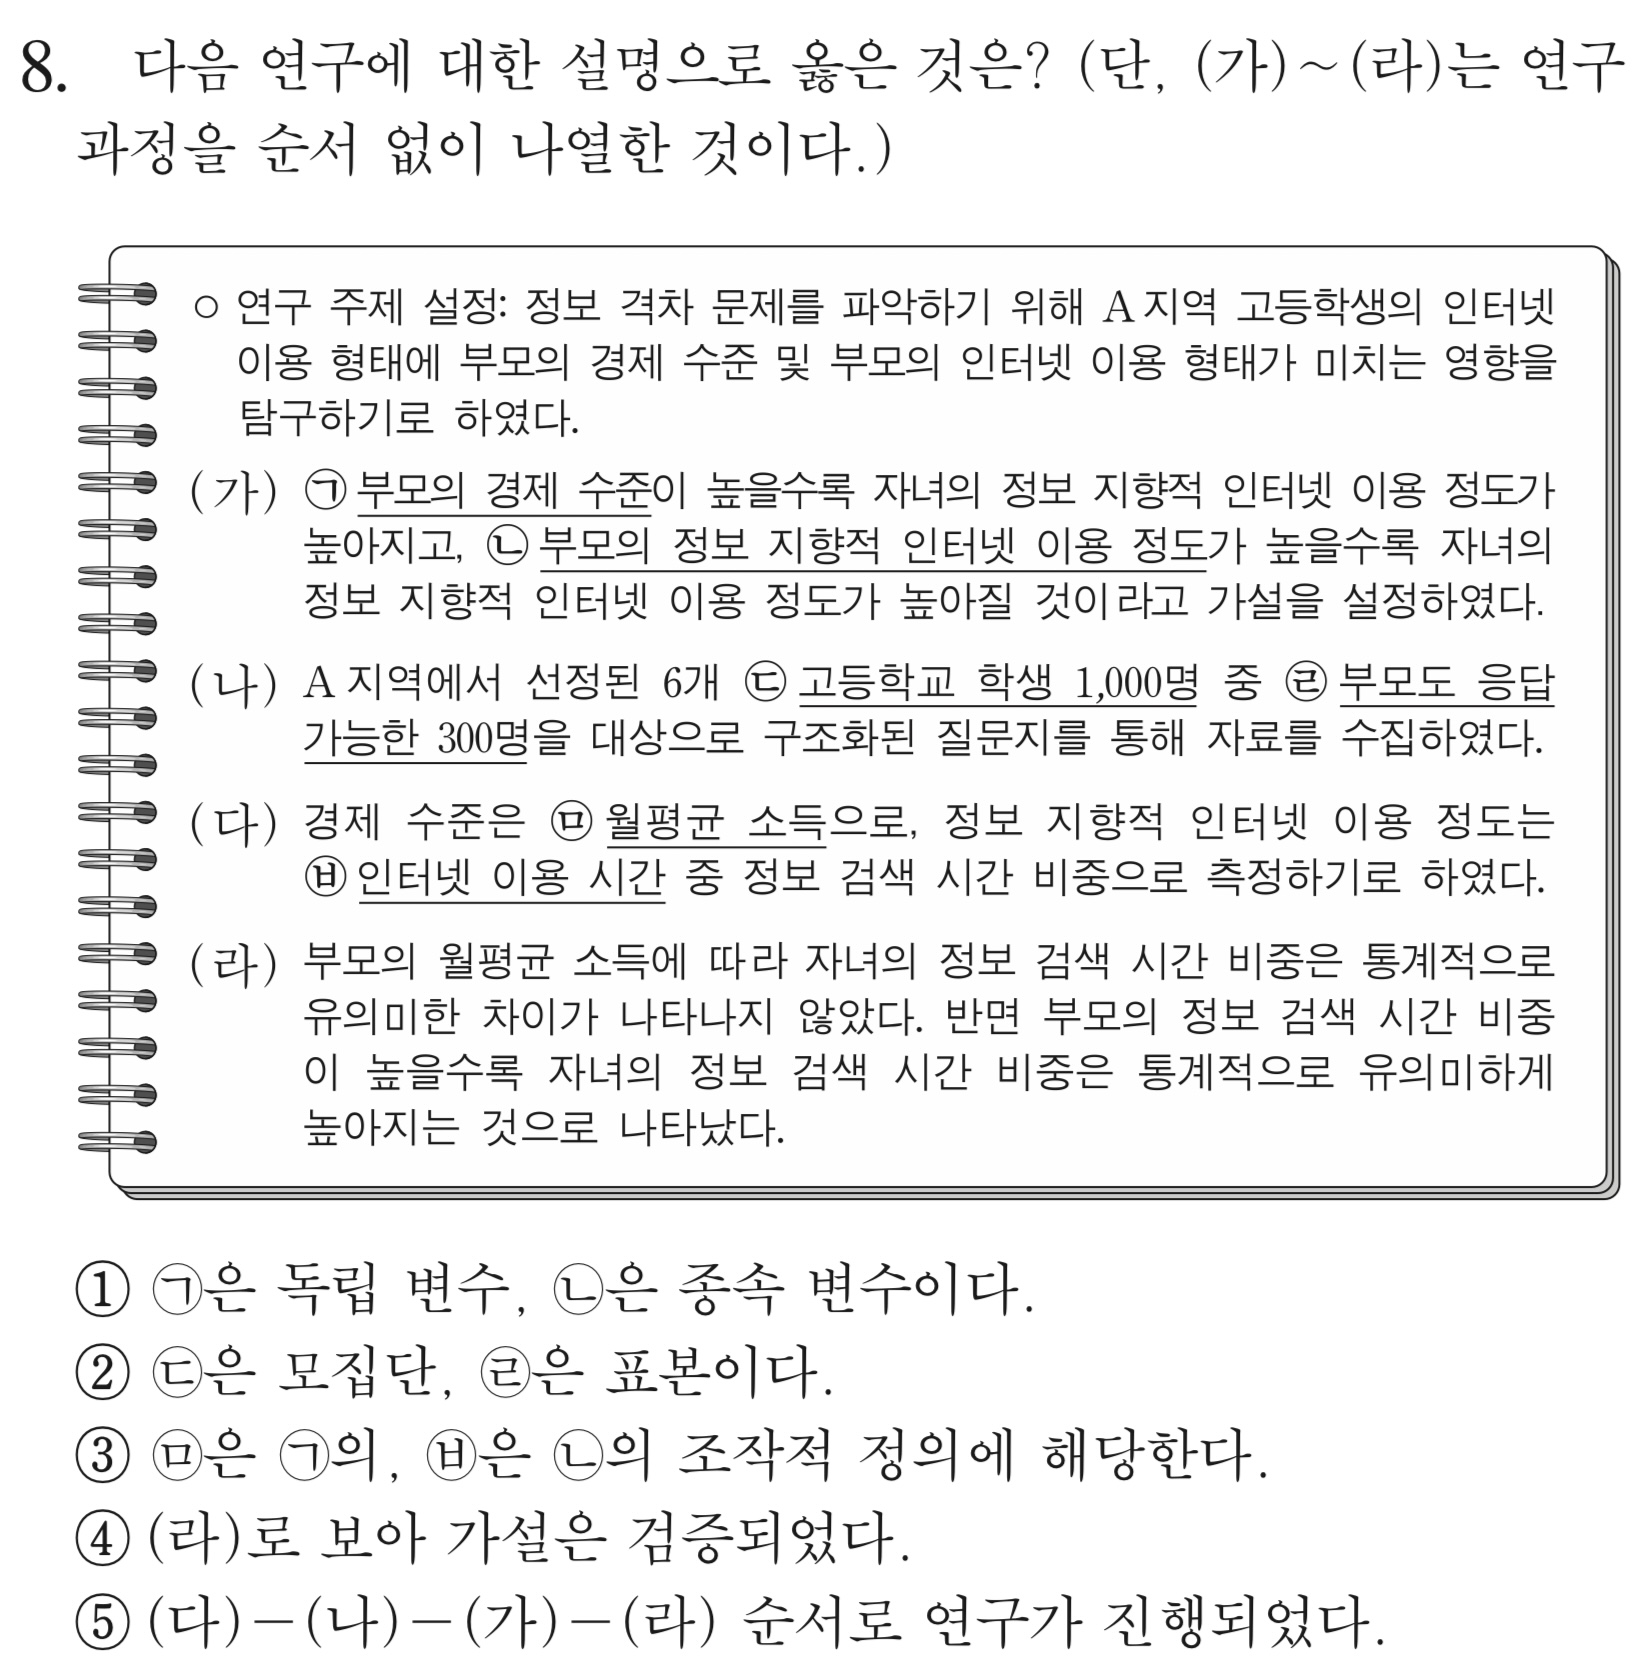 8. 다음 연구에 대한 설명으로 옳은 것은? (단, (가)~(라)는 연구
과정을 순서 없이 나열한 것이다.)
○ 연구 주제 설정: 정보 격차 문제를 파악하기 위해 A지역 고등학생의 인터넷
이용 형태에 부모의 경제 수준 및 부모의 인터넷 이용 형태가 미치는 영향을
탐구하기로 하였다.
(가) ㉠부모의 경제 수준이 높을수록 자녀의 정보 지향적 인터넷 이용 정도가
높아지고, ㉡부모의 정보 지향적 인터넷 이용 정도가 높을수록 자녀의
정보 지향적 인터넷 이용 정도가 높아질 것이라고 가설을 설정하였다.
(나) A지역에서 선정된 6개 ㉢고등학교 학생 1,000명 중 ㉣부모도 응답
가능한 300명을 대상으로 구조화된 질문지를 통해 자료를 수집하였다.
(다) 경제 수준은 ㉤월평균 소득으로, 정보 지향적 인터넷 이용 정도는
㉥인터넷 이용 시간 중 정보 검색 시간 비중으로 측정하기로 하였다.
(라) 부모의 월평균 소득에 따라 자녀의 정보 검색 시간 비중은 통계적으로
유의미한 차이가 나타나지 않았다. 반면 부모의 정보 검색 시간 비중
이 높을수록 자녀의 정보 검색 시간 비중은 통계적으로 유의미하게
높아지는 것으로 나타났다.
① ㉠은 독립 변수, ㉡은 종속 변수이다.
② ㉢은 모집단, ㉣은 표본이다.
③ ㉤은 ㉠의, ㉥은 ㉡의 조작적 정의에 해당한다.
④ (라)로 보아 가설은 검증되었다.
⑤ (다)-(나)-(가)-(라) 순서로 연구가 진행되었다.